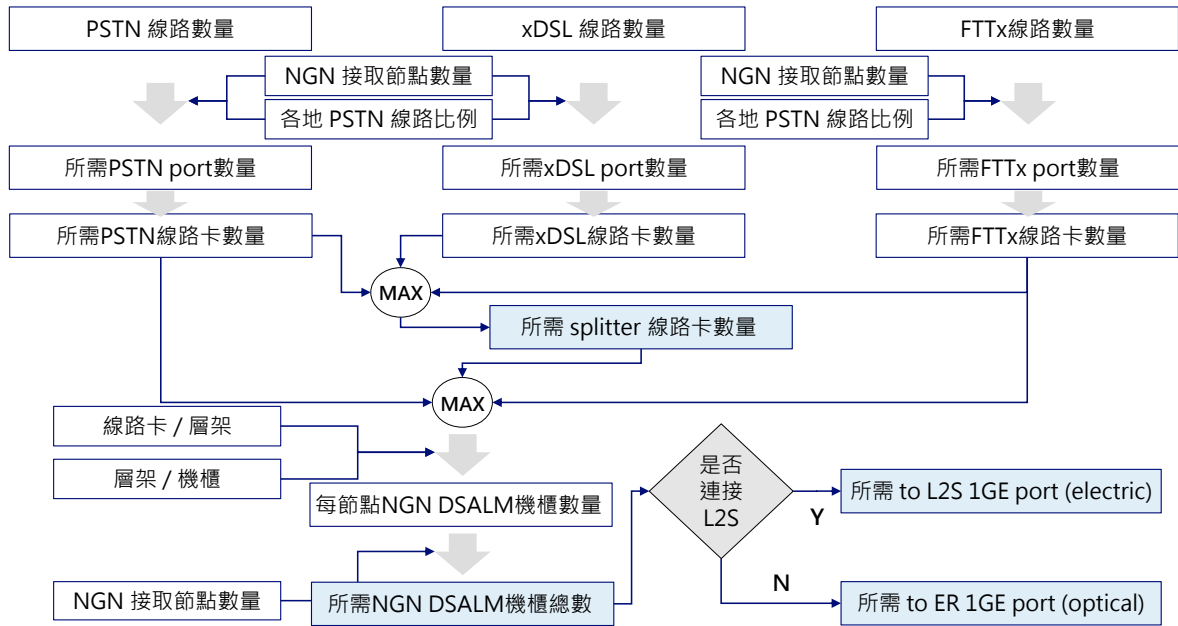 PSTN 線路數量
xDSL 線路數量
FTTx線路數量
NGN 接取節點數量
NGN 接取節點數量
各地 PSTN 線路比例
各地 PSTN 線路比例
所需PSTN port數量
所需xDSL port數量
所需FTTx port數量
所需PSTN線路卡數量
所需xDSL線路卡數量
所需FTTx線路卡數量
MAX
所需 splitter 線路卡數量
MAX
線路卡 / 層架
層架 / 機櫃
是否
連接
L2S
所需 to L2S 1GE port (electric)
Y
每節點NGN DSALM機櫃數量
N
NGN 接取節點數量
所需NGN DSALM機櫃總數
所需 to ER 1GE port (optical)